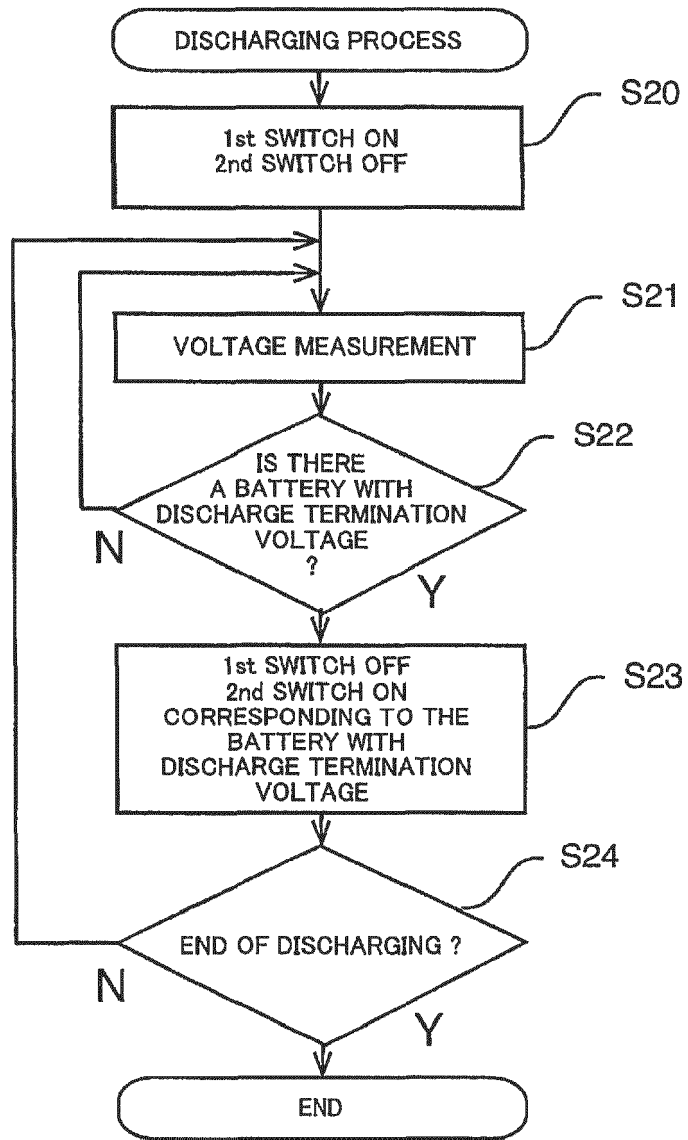 DISCHARGING PROCESS
S20
1st SWITCH ON
2nd SWITCH OFF
S21
VOLTAGE MEASUREMENT
S22
IS THERE
A BATTERY WITH
DISCHARGE TERMINATION
VOLTAGE
?
N
Y
1st SWITCH OFF
2nd SWITCH ON
CORRESPONDING TO THE
BATTERY WITH
DISCHARGE TERMINATION
VOLTAGE
S23
S24
END OF DISCHARGING ?
N
Y
END